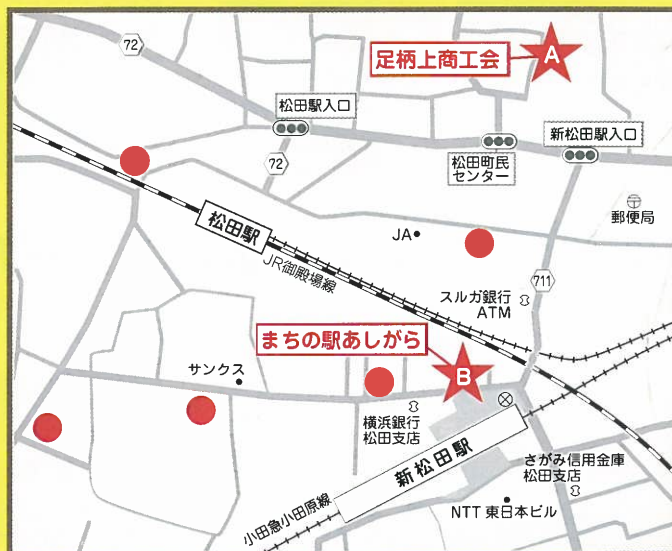 72
足柄上商工会
A
松田駅入口
新松田駅入口
72
松田町民
センター
郵便局
松田駅
JA
JR御殿場線
711
スルガ銀行
ATM
まちの駅あしがら
B
サンクス
横浜銀行
松田支店
新松田駅
さがみ信用金庫
松田支店
小田急小田原線
NTT 東日本ビル